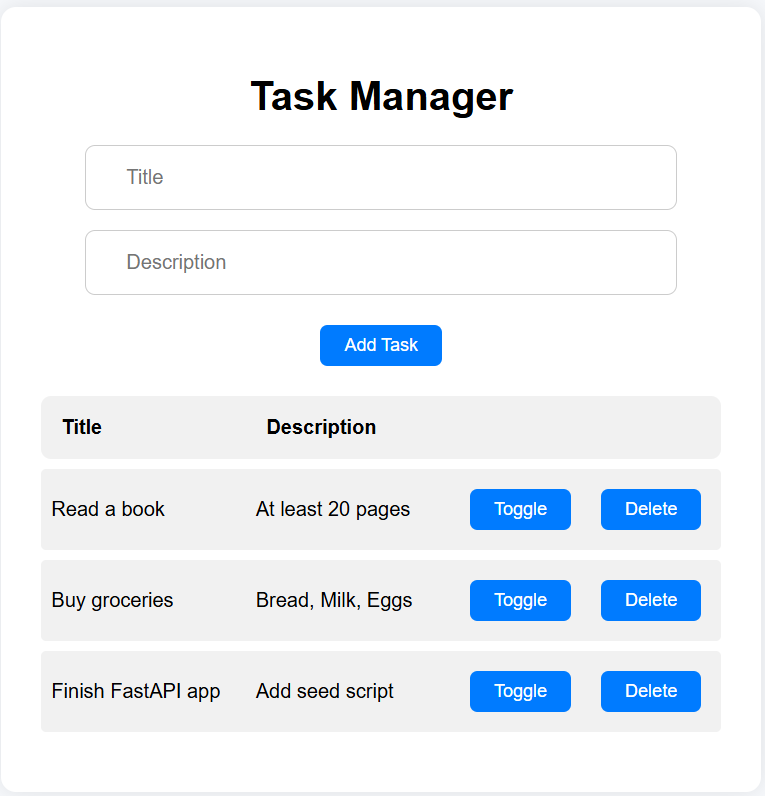 Task Manager
Title
Description
Add Task
Title Description
Read a book At least 20 pages Toggle Delete
Buy groceries Bread, Milk, Eggs Toggle Delete
Finish FastAPI app Add seed script Toggle Delete